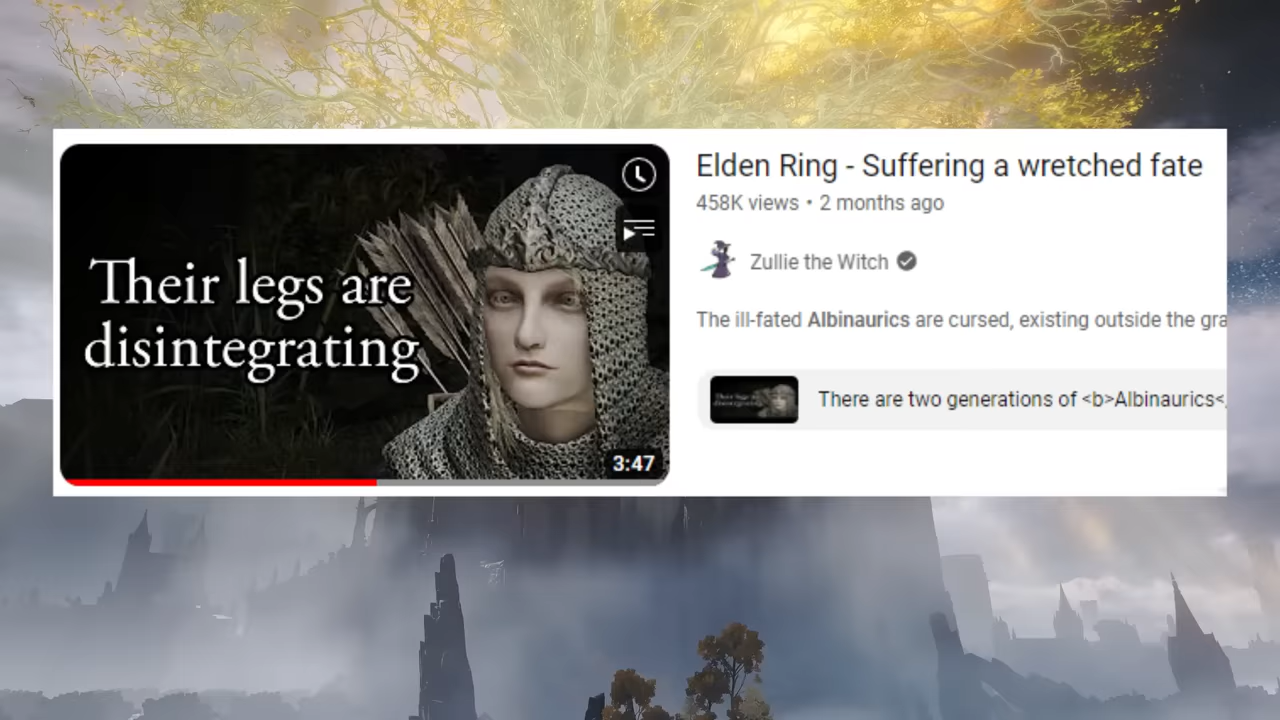 Their legs are
disintegrating
3:47
Elden Ring - Suffering a wretched fate
458K views • 2 months ago
Zullie the Witch
The ill-fated Albinaurics are cursed, existing outside the gra
There are two generations of <b>Albinaurics<